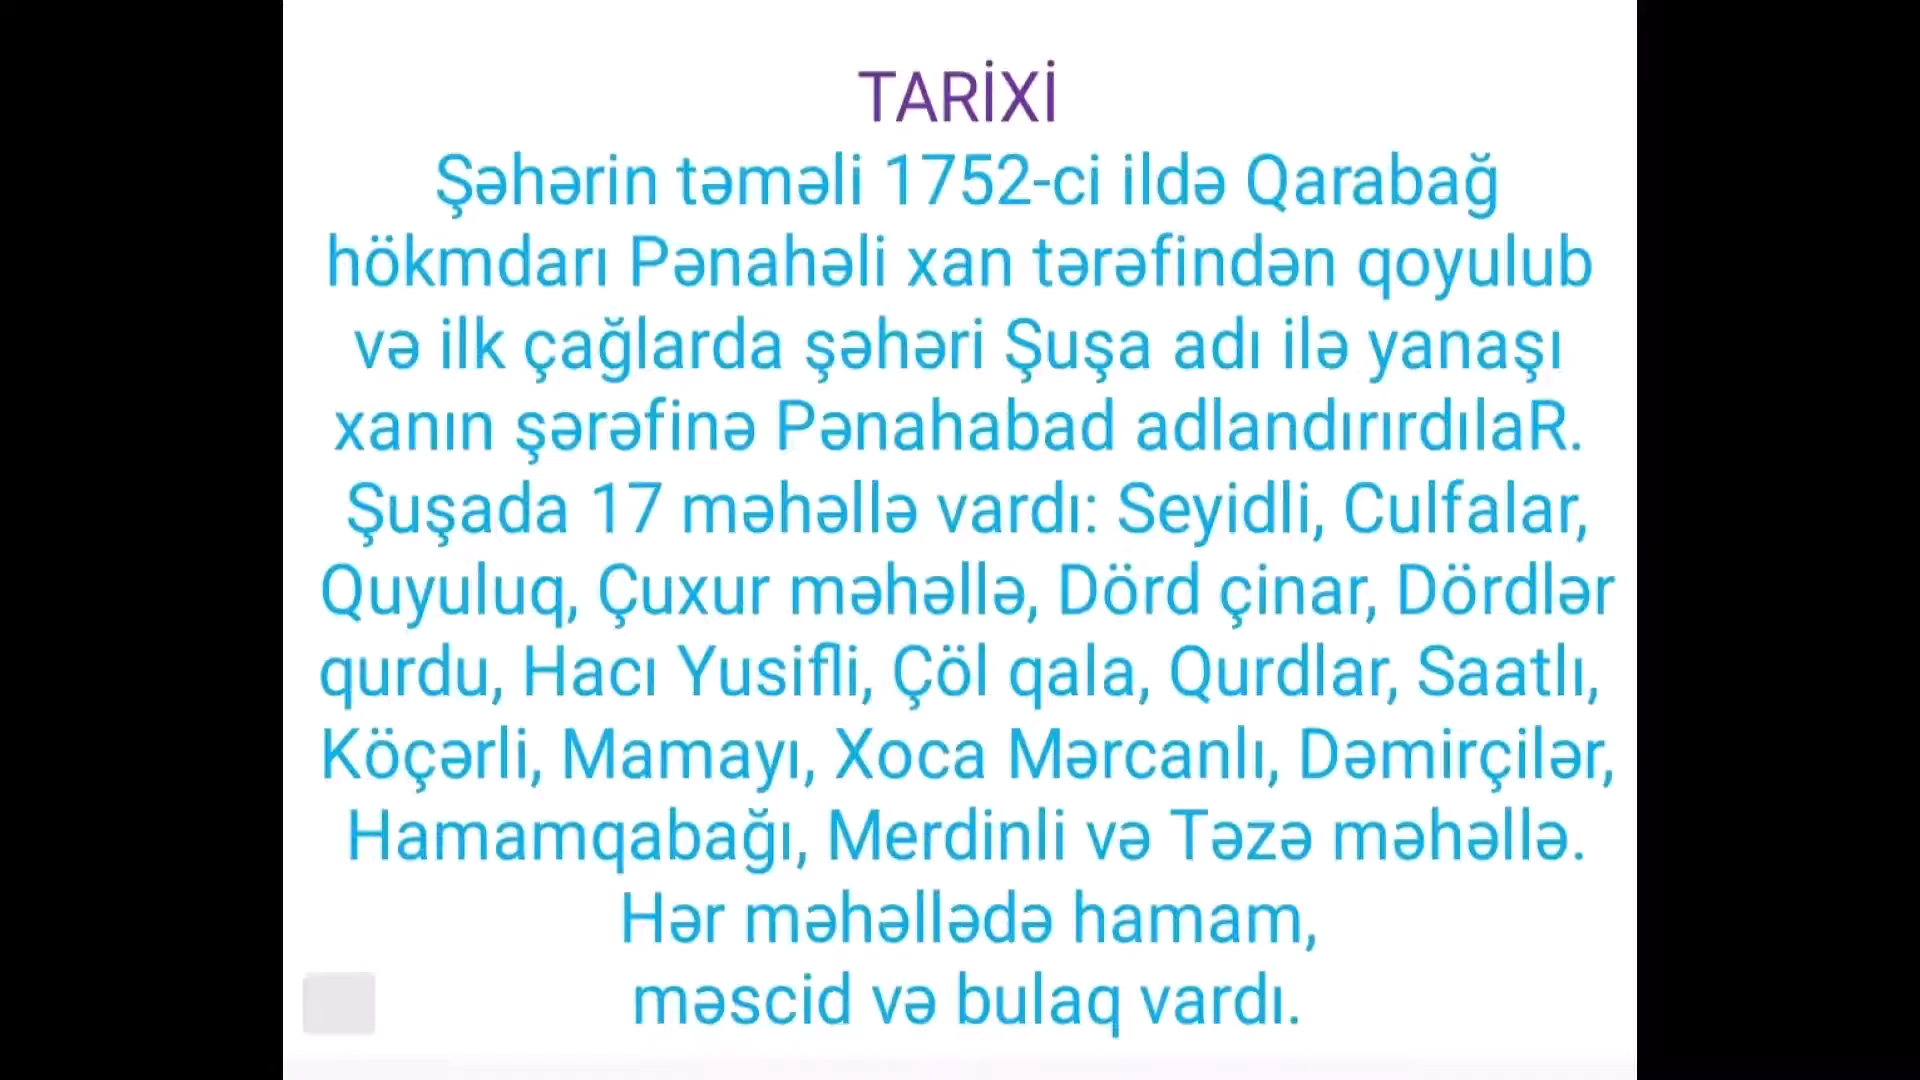 TARİXİ
Şəhərin təməli 1752-ci ildə Qarabağ
hökmdarı Pənahəli xan tərəfindən qoyulub
və ilk çağlarda şəhəri Şuşa adı ilə yanaşı
xanın şərəfinə Pənahabad adlandırırdılaR.
Şuşada 17 məhəllə vardı: Seyidli, Culfalar,
Quyuluq, Çuxur məhəllə, Dörd çinar, Dördlər
qurdu, Hacı Yusifli, Çöl qala, Qurdlar, Saatlı,
Köçərli, Mamayı, Xoca Mərcanlı, Dəmirçilər,
Hamamqabağı, Merdinli və Təzə məhəllə.
Hər məhəllədə hamam,
məscid və bulaq vardı.